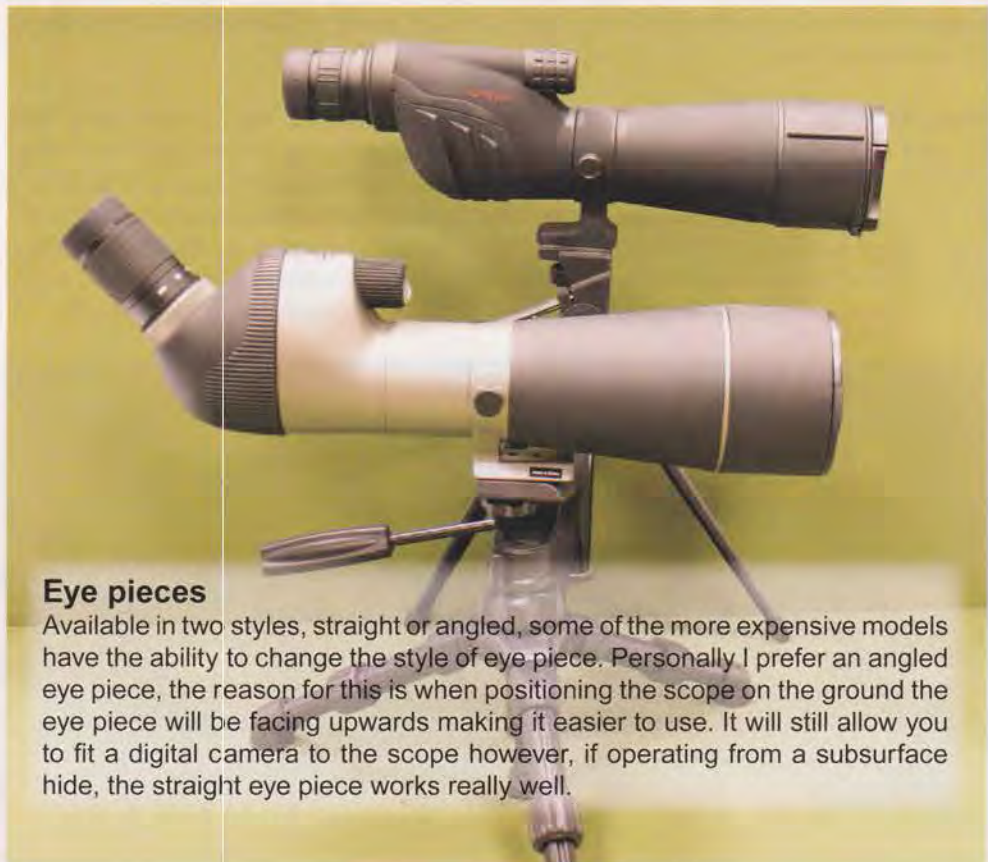 Eye pieces
Available in two styles, straight or angled, some of the more expensive models
have the ability to change the style of eye piece. Personally I prefer an angled
eye piece, the reason for this is when positioning the scope on the ground the
eye piece will be facing upwards making it easier to use. It will still allow you
to fit a digital camera to the scope however, if operating from a subsurface
hide, the straight eye piece works really well.